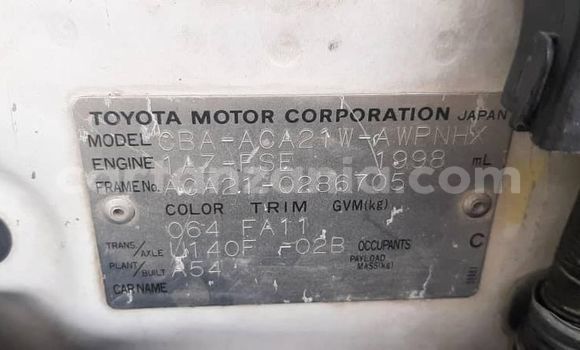 TOYOTA MOTOR CORPORATION JAPAN
MODEL CBA-ACA21W-AWPNHX
ENGINE 1AZ-FSE 1998 mL
FRAME No. ACA21-0286705
COLOR TRIM GVM(kg)
064 FA11
TRANS/AXLE U140F -02B OCCUPANTS C
PLANT/BUILT A54 PAYLOAD MASS(kg)
CAR NAME